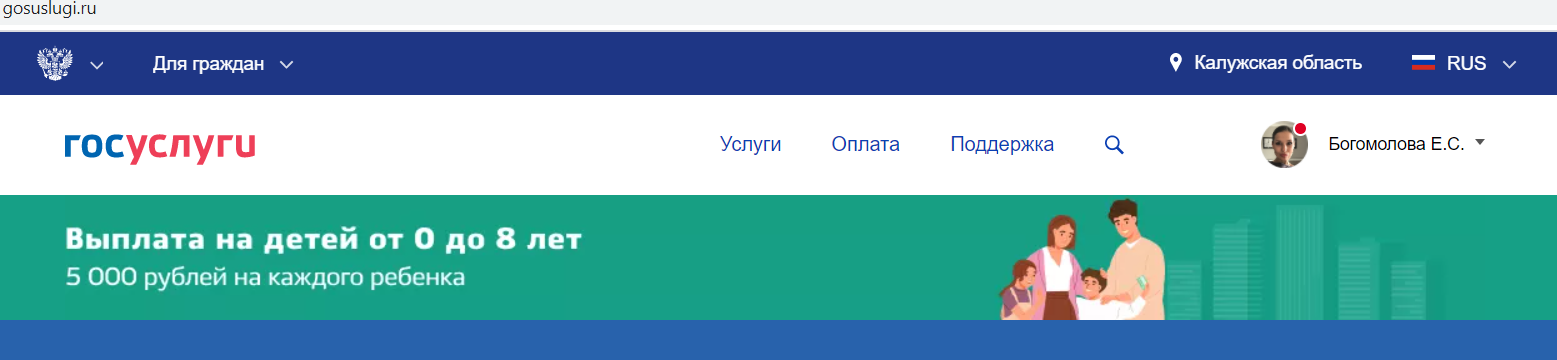 gosuslugi.ru
Для граждан Калужская область RUS
госуслуги Услуги Оплата Поддержка Богомолова Е.С.
Выплата на детей от 0 до 8 лет
5 000 рублей на каждого ребенка